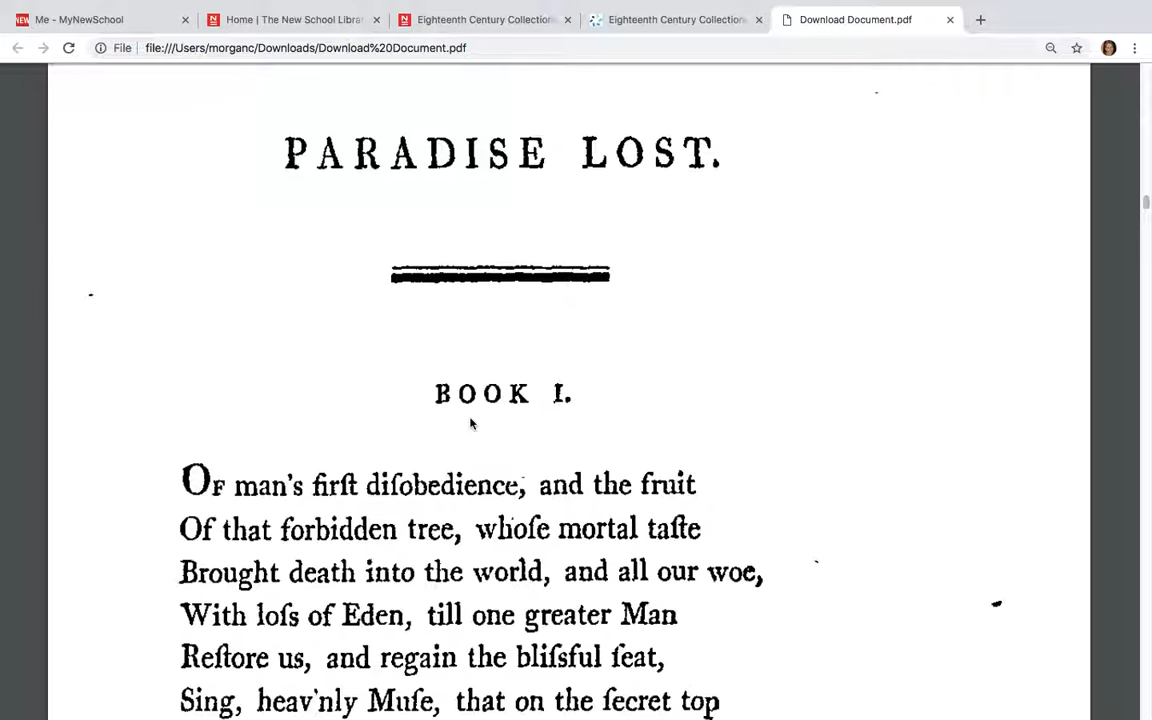 Me - MyNewSchool
Home | The New School Librar
Eighteenth Century Collection
Eighteenth Century Collection
Download Document.pdf
File file:///Users/morganc/Downloads/Download%20Document.pdf
PARADISE LOST.
BOOK I.
OF man's firſt diſobedience, and the fruit
Of that forbidden tree, whoſe mortal taſte
Brought death into the world, and all our woe,
With loſs of Eden, till one greater Man
Reſtore us, and regain the bliſsful ſeat,
Sing, heav'nly Muſe, that on the ſecret top